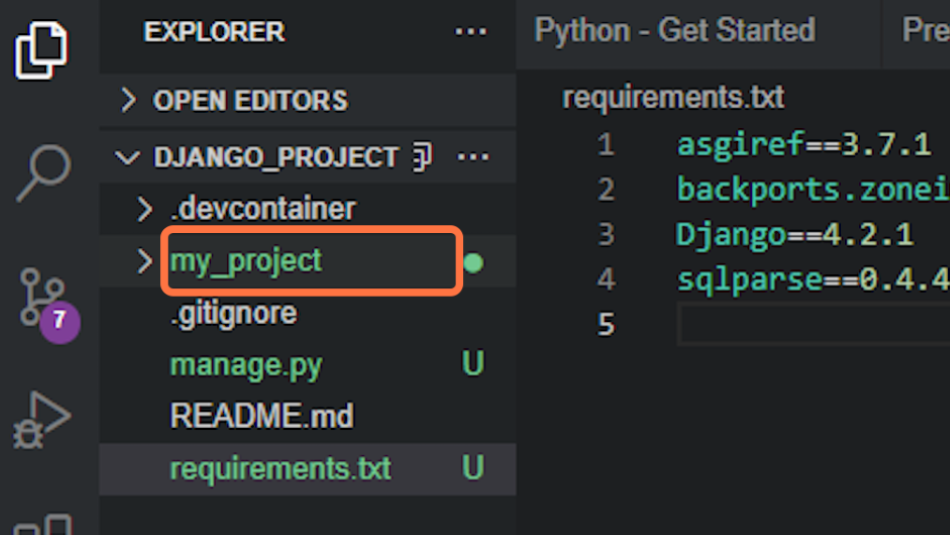 EXPLORER ...
OPEN EDITORS
DJANGO_PROJECT ...
.devcontainer
my_project
.gitignore
manage.py U
README.md
requirements.txt U
7
Python - Get Started
requirements.txt
1 asgiref==3.7.1
2 backports.zonei
3 Django==4.2.1
4 sqlparse==0.4.4
5